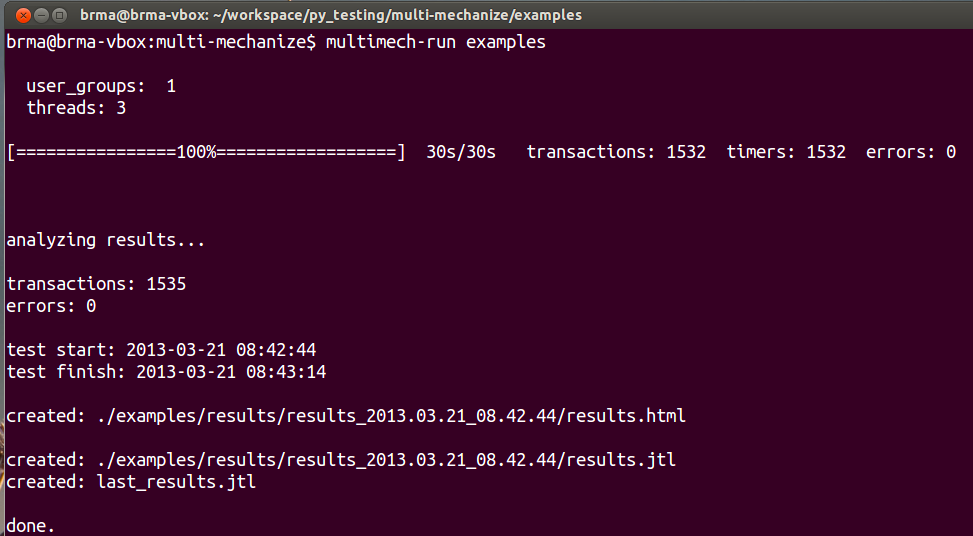 brma@brma-vbox: ~/workspace/py_testing/multi-mechanize/examples
brma@brma-vbox:multi-mechanize$ multimech-run examples
user_groups:  1
threads: 3
[================100%==================]  30s/30s   transactions: 1532  timers: 1532  errors: 0
analyzing results...
transactions: 1535
errors: 0
test start: 2013-03-21 08:42:44
test finish: 2013-03-21 08:43:14
created: ./examples/results/results_2013.03.21_08.42.44/results.html
created: ./examples/results/results_2013.03.21_08.42.44/results.jtl
created: last_results.jtl
done.